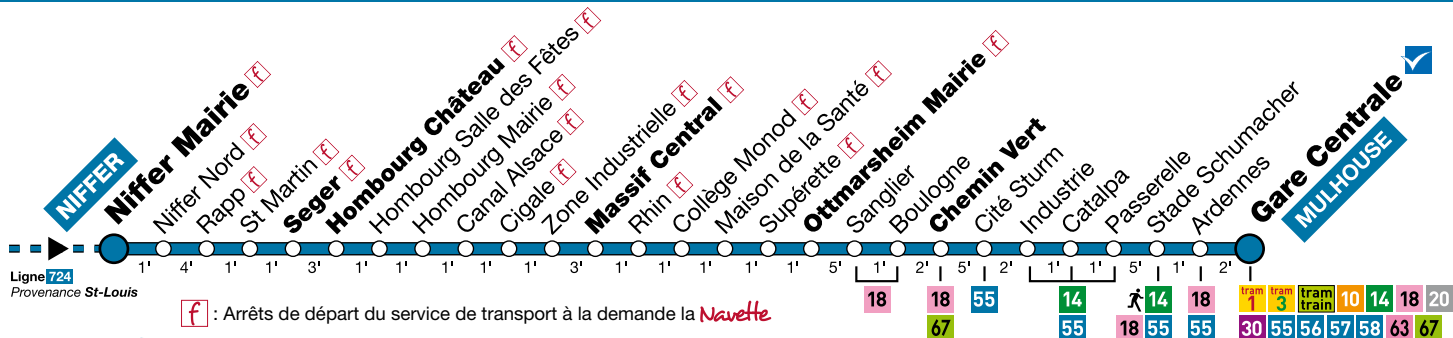 NIFFER
Niffer Mairie f
Niffer Nord f
Rapp f
St Martin f
Seger f
Hombourg Château f
Hombourg Salle des Fêtes f
Hombourg Mairie f
Canal Alsace f
Cigale f
Zone Industrielle f
Massif Central f
Rhin f
Collège Monod f
Maison de la Santé f
Supérette f
Ottmarsheim Mairie f
Sanglier
Boulogne
Chemin Vert
Cité Sturm
Industrie
Catalpa
Passerelle
Stade Schumacher
Ardennes
Gare Centrale
MULHOUSE
1' 4' 1' 1' 3' 1' 1' 1' 1' 1' 3' 1' 1' 1' 1' 1' 5' 1' 2' 5' 2' 1' 1' 5' 1' 2'
Ligne 724
Provenance St-Louis
f : Arrêts de départ du service de transport à la demande la Navette
18 18 55 14 14 18 tram 1 tram 3 tram train 10 14 18 20
67 55 18 55 55 30 55 56 57 58 63 67